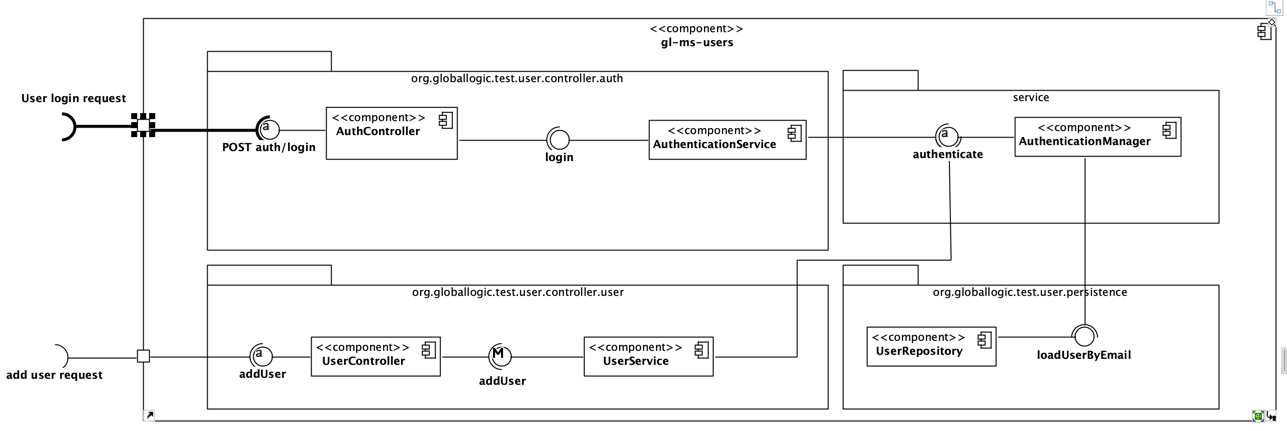 <<component>>
gl-ms-users
org.globallogic.test.user.controller.auth
User login request
a
POST auth/login
<<component>>
AuthController
login
<<component>>
AuthenticationService
service
a
authenticate
<<component>>
AuthenticationManager
org.globallogic.test.user.controller.user
add user request
a
addUser
<<component>>
UserController
M
addUser
<<component>>
UserService
org.globallogic.test.user.persistence
<<component>>
UserRepository
loadUserByEmail